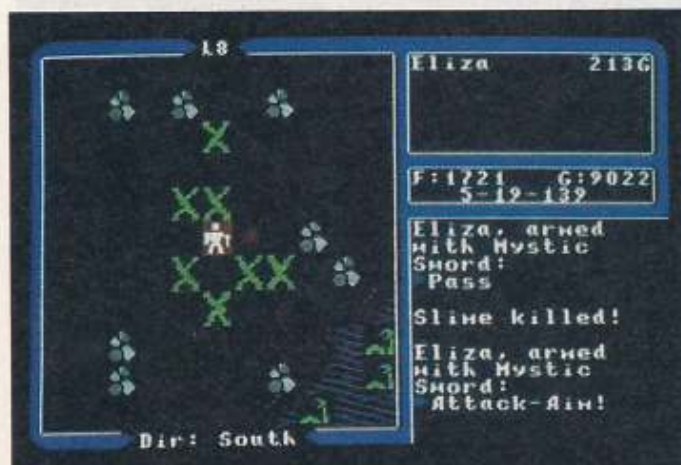 L8
Eliza 213G
F:1721 G:9022
5-19-139
Eliza, armed
with Mystic
Sword:
Pass
Slime killed!
Eliza, armed
with Mystic
Sword:
Attack-Aim!
Dir: South